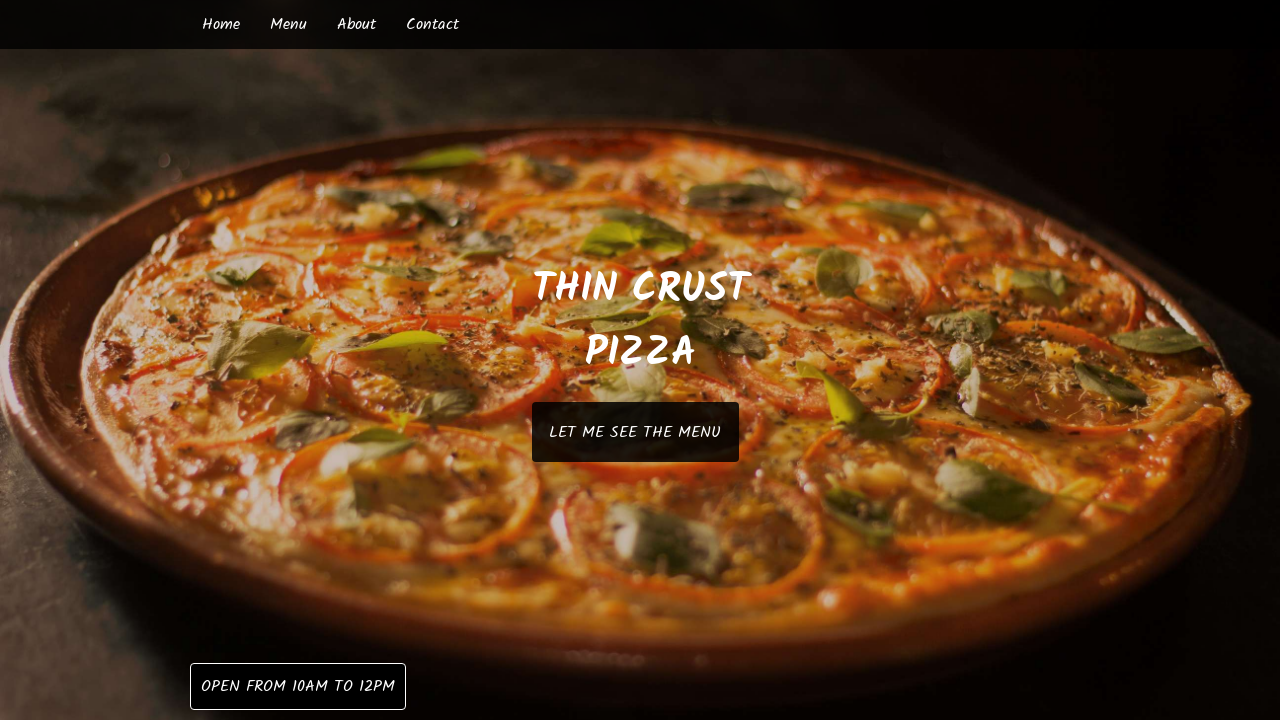 Home Menu About Contact
THIN CRUST
PIZZA
LET ME SEE THE MENU
OPEN FROM 10AM TO 12PM